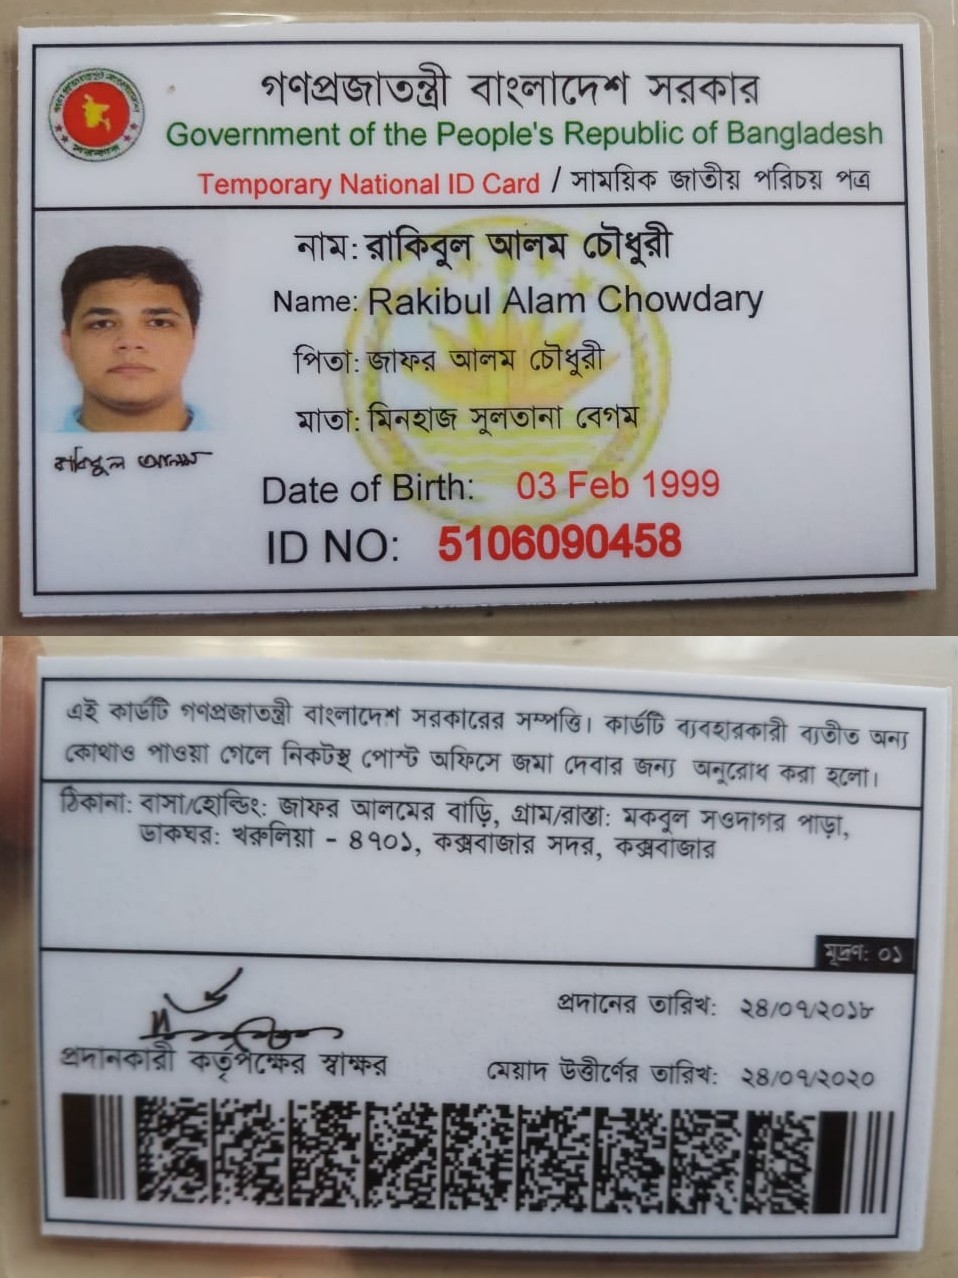 গণপ্রজাতন্ত্রী বাংলাদেশ সরকার
Government of the People's Republic of Bangladesh
Temporary National ID Card / সাময়িক জাতীয় পরিচয় পত্র
নাম: রাকিবুল আলম চৌধুরী
Name: Rakibul Alam Chowdary
পিতা: জাফর আলম চৌধুরী
মাতা: মিনহাজ সুলতানা বেগম
রাকিবুল আলম
Date of Birth: 03 Feb 1999
ID NO: 5106090458
এই কার্ডটি গণপ্রজাতন্ত্রী বাংলাদেশ সরকারের সম্পত্তি। কার্ডটি ব্যবহারকারী ব্যতীত অন্য
কোথাও পাওয়া গেলে নিকটস্থ পোস্ট অফিসে জমা দেবার জন্য অনুরোধ করা হলো।
ঠিকানা: বাসা/হোল্ডিং: জাফর আলমের বাড়ি, গ্রাম/রাস্তা: মকবুল সওদাগর পাড়া,
ডাকঘর: খরুলিয়া - ৪৭০১, কক্সবাজার সদর, কক্সবাজার
মূদ্রণ: ০১
প্রদানের তারিখ: ২৪/০৭/২০১৮
প্রদানকারী কর্তৃপক্ষের স্বাক্ষর
মেয়াদ উত্তীর্ণের তারিখ: ২৪/০৭/২০২০